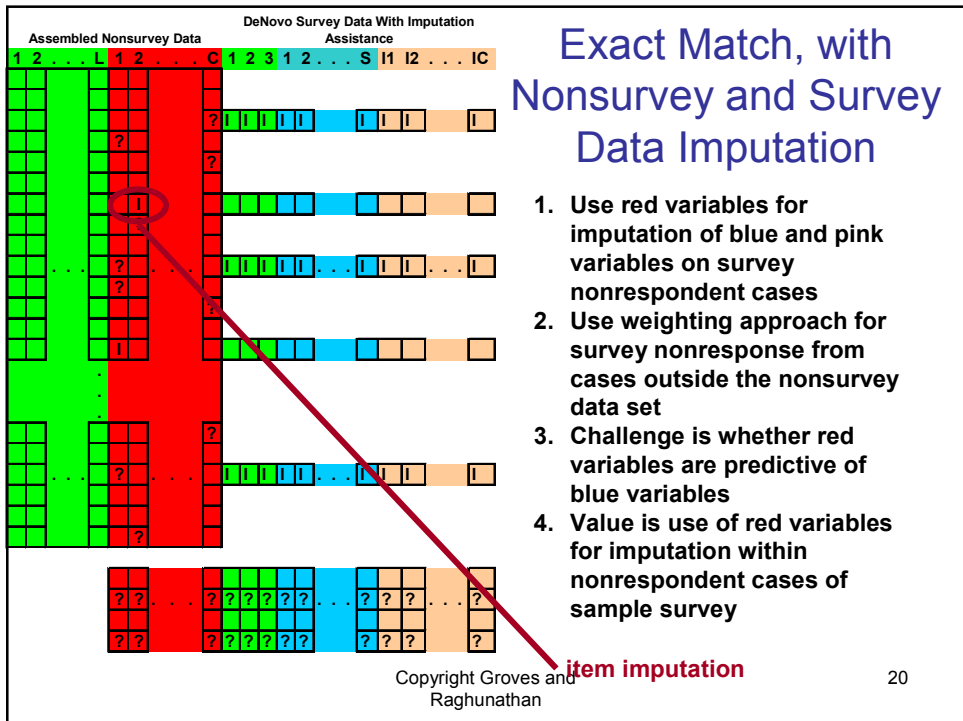 DeNovo Survey Data With Imputation
Assembled Nonsurvey Data Assistance
1 2 . . . L 1 2 . . . C 1 2 3 1 2 . . . S I1 I2 . . . IC
? I I I I I I I I I
?
?
I
. . . ? . . . I I I I I . . . I I I . . . I
?
?
I
.
.
.
?
. . . ? . . . I I I I I . . . I I I . . . I
?
? ? . . . ? ? ? ? ? ? . . . ? ? ? . . . ?
? ? ? ? ? ? ? ? ? ? ? ?
Exact Match, with
Nonsurvey and Survey
Data Imputation
1. Use red variables for
imputation of blue and pink
variables on survey
nonrespondent cases
2. Use weighting approach for
survey nonresponse from
cases outside the nonsurvey
data set
3. Challenge is whether red
variables are predictive of
blue variables
4. Value is use of red variables
for imputation within
nonrespondent cases of
sample survey
item imputation
Copyright Groves and
Raghunathan
20